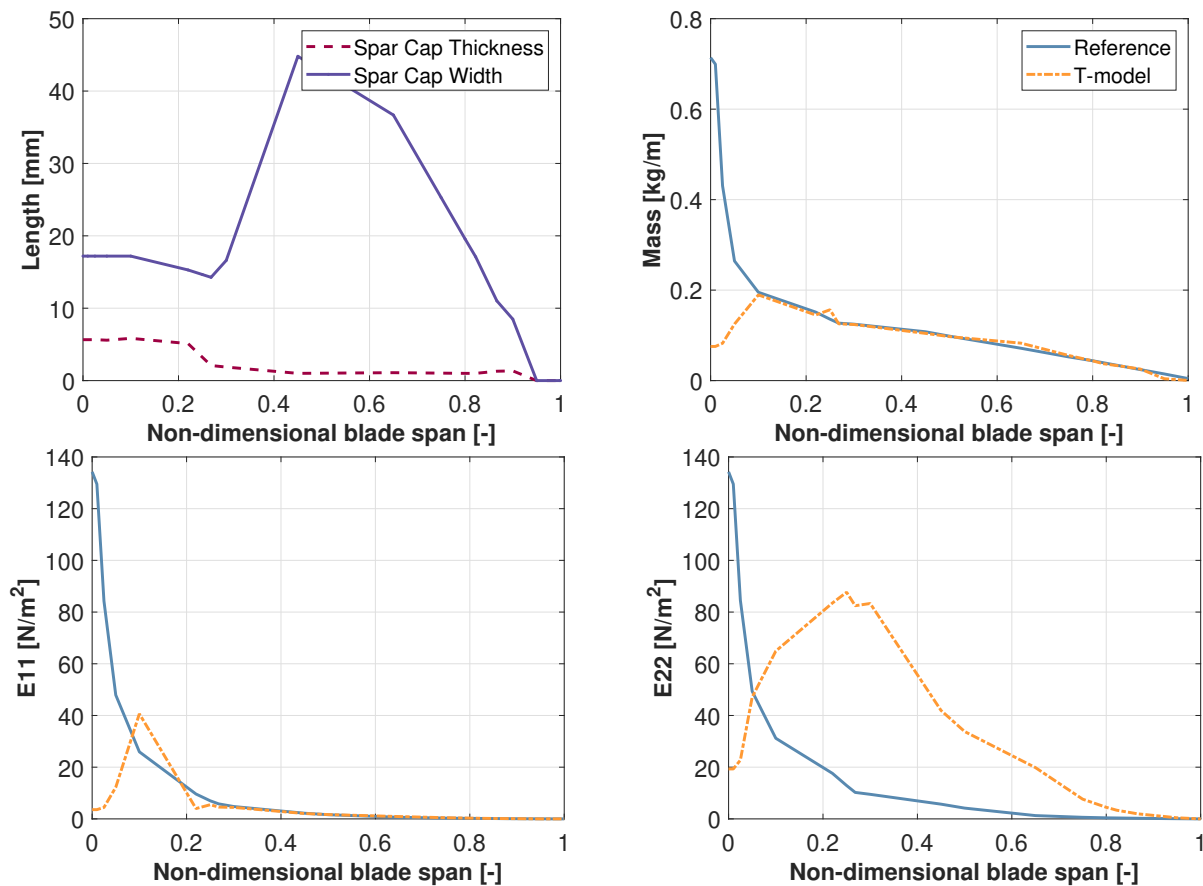 50
40
30
20
10
0
Length [mm]
Spar Cap Thickness
Spar Cap Width
0 0.2 0.4 0.6 0.8 1
Non-dimensional blade span [-]
0.8
0.6
0.4
0.2
0
Mass [kg/m]
Reference
T-model
0 0.2 0.4 0.6 0.8 1
Non-dimensional blade span [-]
140
120
100
80
60
40
20
0
E11 [N/m²]
0 0.2 0.4 0.6 0.8 1
Non-dimensional blade span [-]
140
120
100
80
60
40
20
0
E22 [N/m²]
0 0.2 0.4 0.6 0.8 1
Non-dimensional blade span [-]